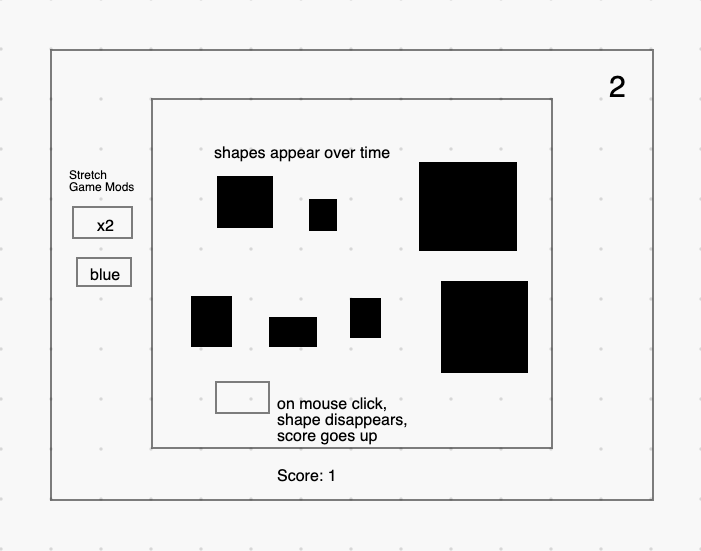 2
shapes appear over time
Stretch
Game Mods
x2
blue
on mouse click,
shape disappears,
score goes up
Score: 1